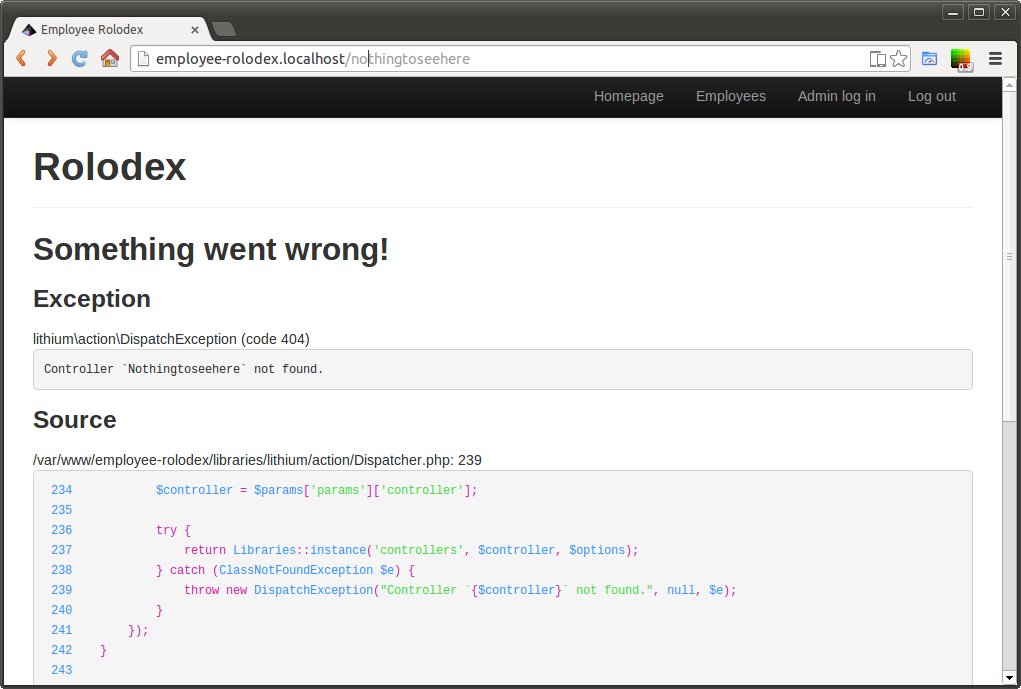 Employee Rolodex
employee-rolodex.localhost/nothingtoseehere
0.9
Homepage Employees Admin log in Log out
Rolodex
Something went wrong!
Exception
lithium\action\DispatchException (code 404)
Controller `Nothingtoseehere` not found.
Source
/var/www/employee-rolodex/libraries/lithium/action/Dispatcher.php: 239
234 $controller = $params['params']['controller'];
235
236 try {
237 return Libraries::instance('controllers', $controller, $options);
238 } catch (ClassNotFoundException $e) {
239 throw new DispatchException("Controller `{$controller}` not found.", null, $e);
240 }
241 });
242 }
243